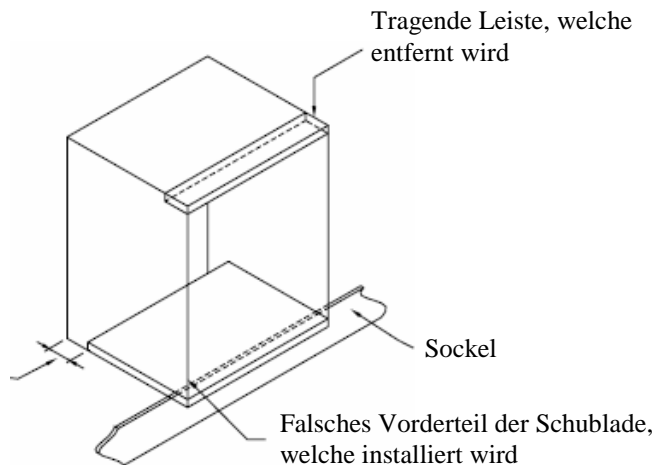 Tragende Leiste, welche
entfernt wird
Sockel
Falsches Vorderteil der Schublade,
welche installiert wird